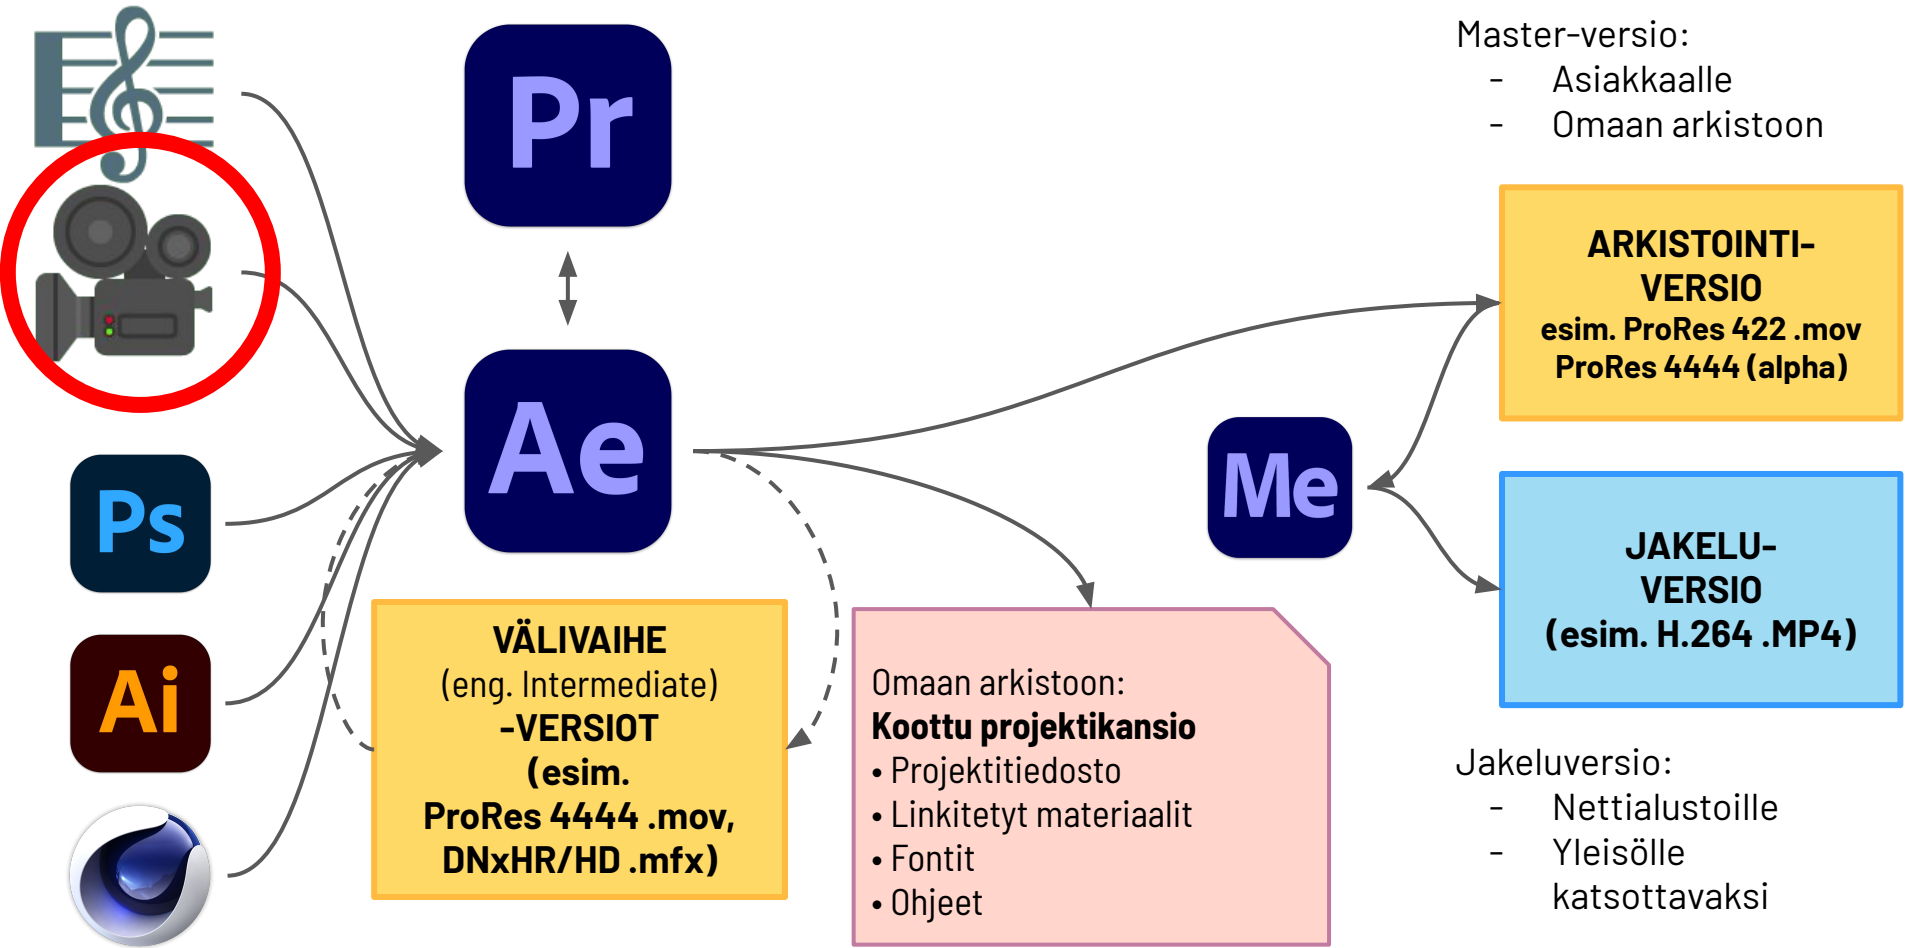 Pr
Ae
Ps
Ai
Me
VÄLIVAIHE
(eng. Intermediate)
-VERSIOT
(esim.
ProRes 4444 .mov,
DNxHR/HD .mfx)
Omaan arkistoon:
Koottu projektikansio
• Projektitiedosto
• Linkitetyt materiaalit
• Fontit
• Ohjeet
Master-versio:
- Asiakkaalle
- Omaan arkistoon
ARKISTOINTI-
VERSIO
esim. ProRes 422 .mov
ProRes 4444 (alpha)
JAKELU-
VERSIO
(esim. H.264 .MP4)
Jakeluversio:
- Nettialustoille
- Yleisölle
katsottavaksi